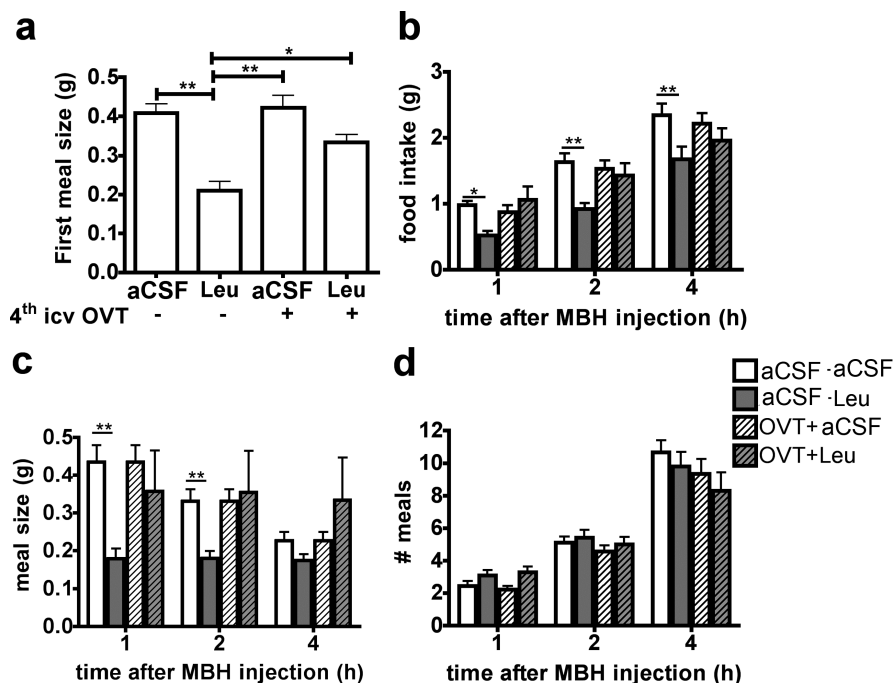 a
First meal size (g)
0.5
0.4
0.3
0.2
0.1
0.0
*
**
**
aCSF Leu aCSF Leu
4th icv OVT - - + +
b
food intake (g)
3
2
1
0
*
**
**
1 2 4
time after MBH injection (h)
c
meal size (g)
0.5
0.4
0.3
0.2
0.1
0.0
**
**
1 2 4
time after MBH injection (h)
d
# meals
12
10
8
6
4
2
0
1 2 4
time after MBH injection (h)
aCSF - aCSF
aCSF - Leu
OVT+aCSF
OVT+Leu